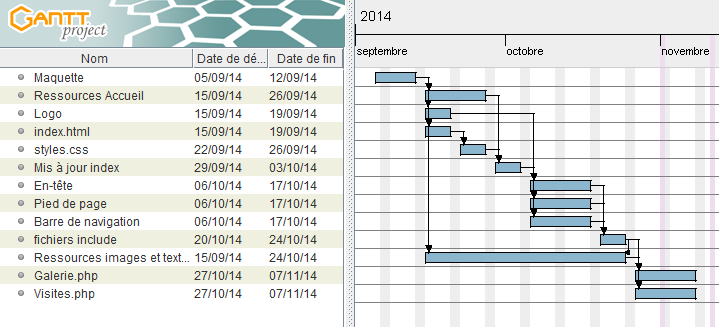 GANTT project
2014
septembre octobre novembre
Nom Date de dé... Date de fin
Maquette 05/09/14 12/09/14
Ressources Accueil 15/09/14 26/09/14
Logo 15/09/14 19/09/14
index.html 15/09/14 19/09/14
styles.css 22/09/14 26/09/14
Mis à jour index 29/09/14 03/10/14
En-tête 06/10/14 17/10/14
Pied de page 06/10/14 17/10/14
Barre de navigation 06/10/14 17/10/14
fichiers include 20/10/14 24/10/14
Ressources images et text... 15/09/14 24/10/14
Galerie.php 27/10/14 07/11/14
Visites.php 27/10/14 07/11/14